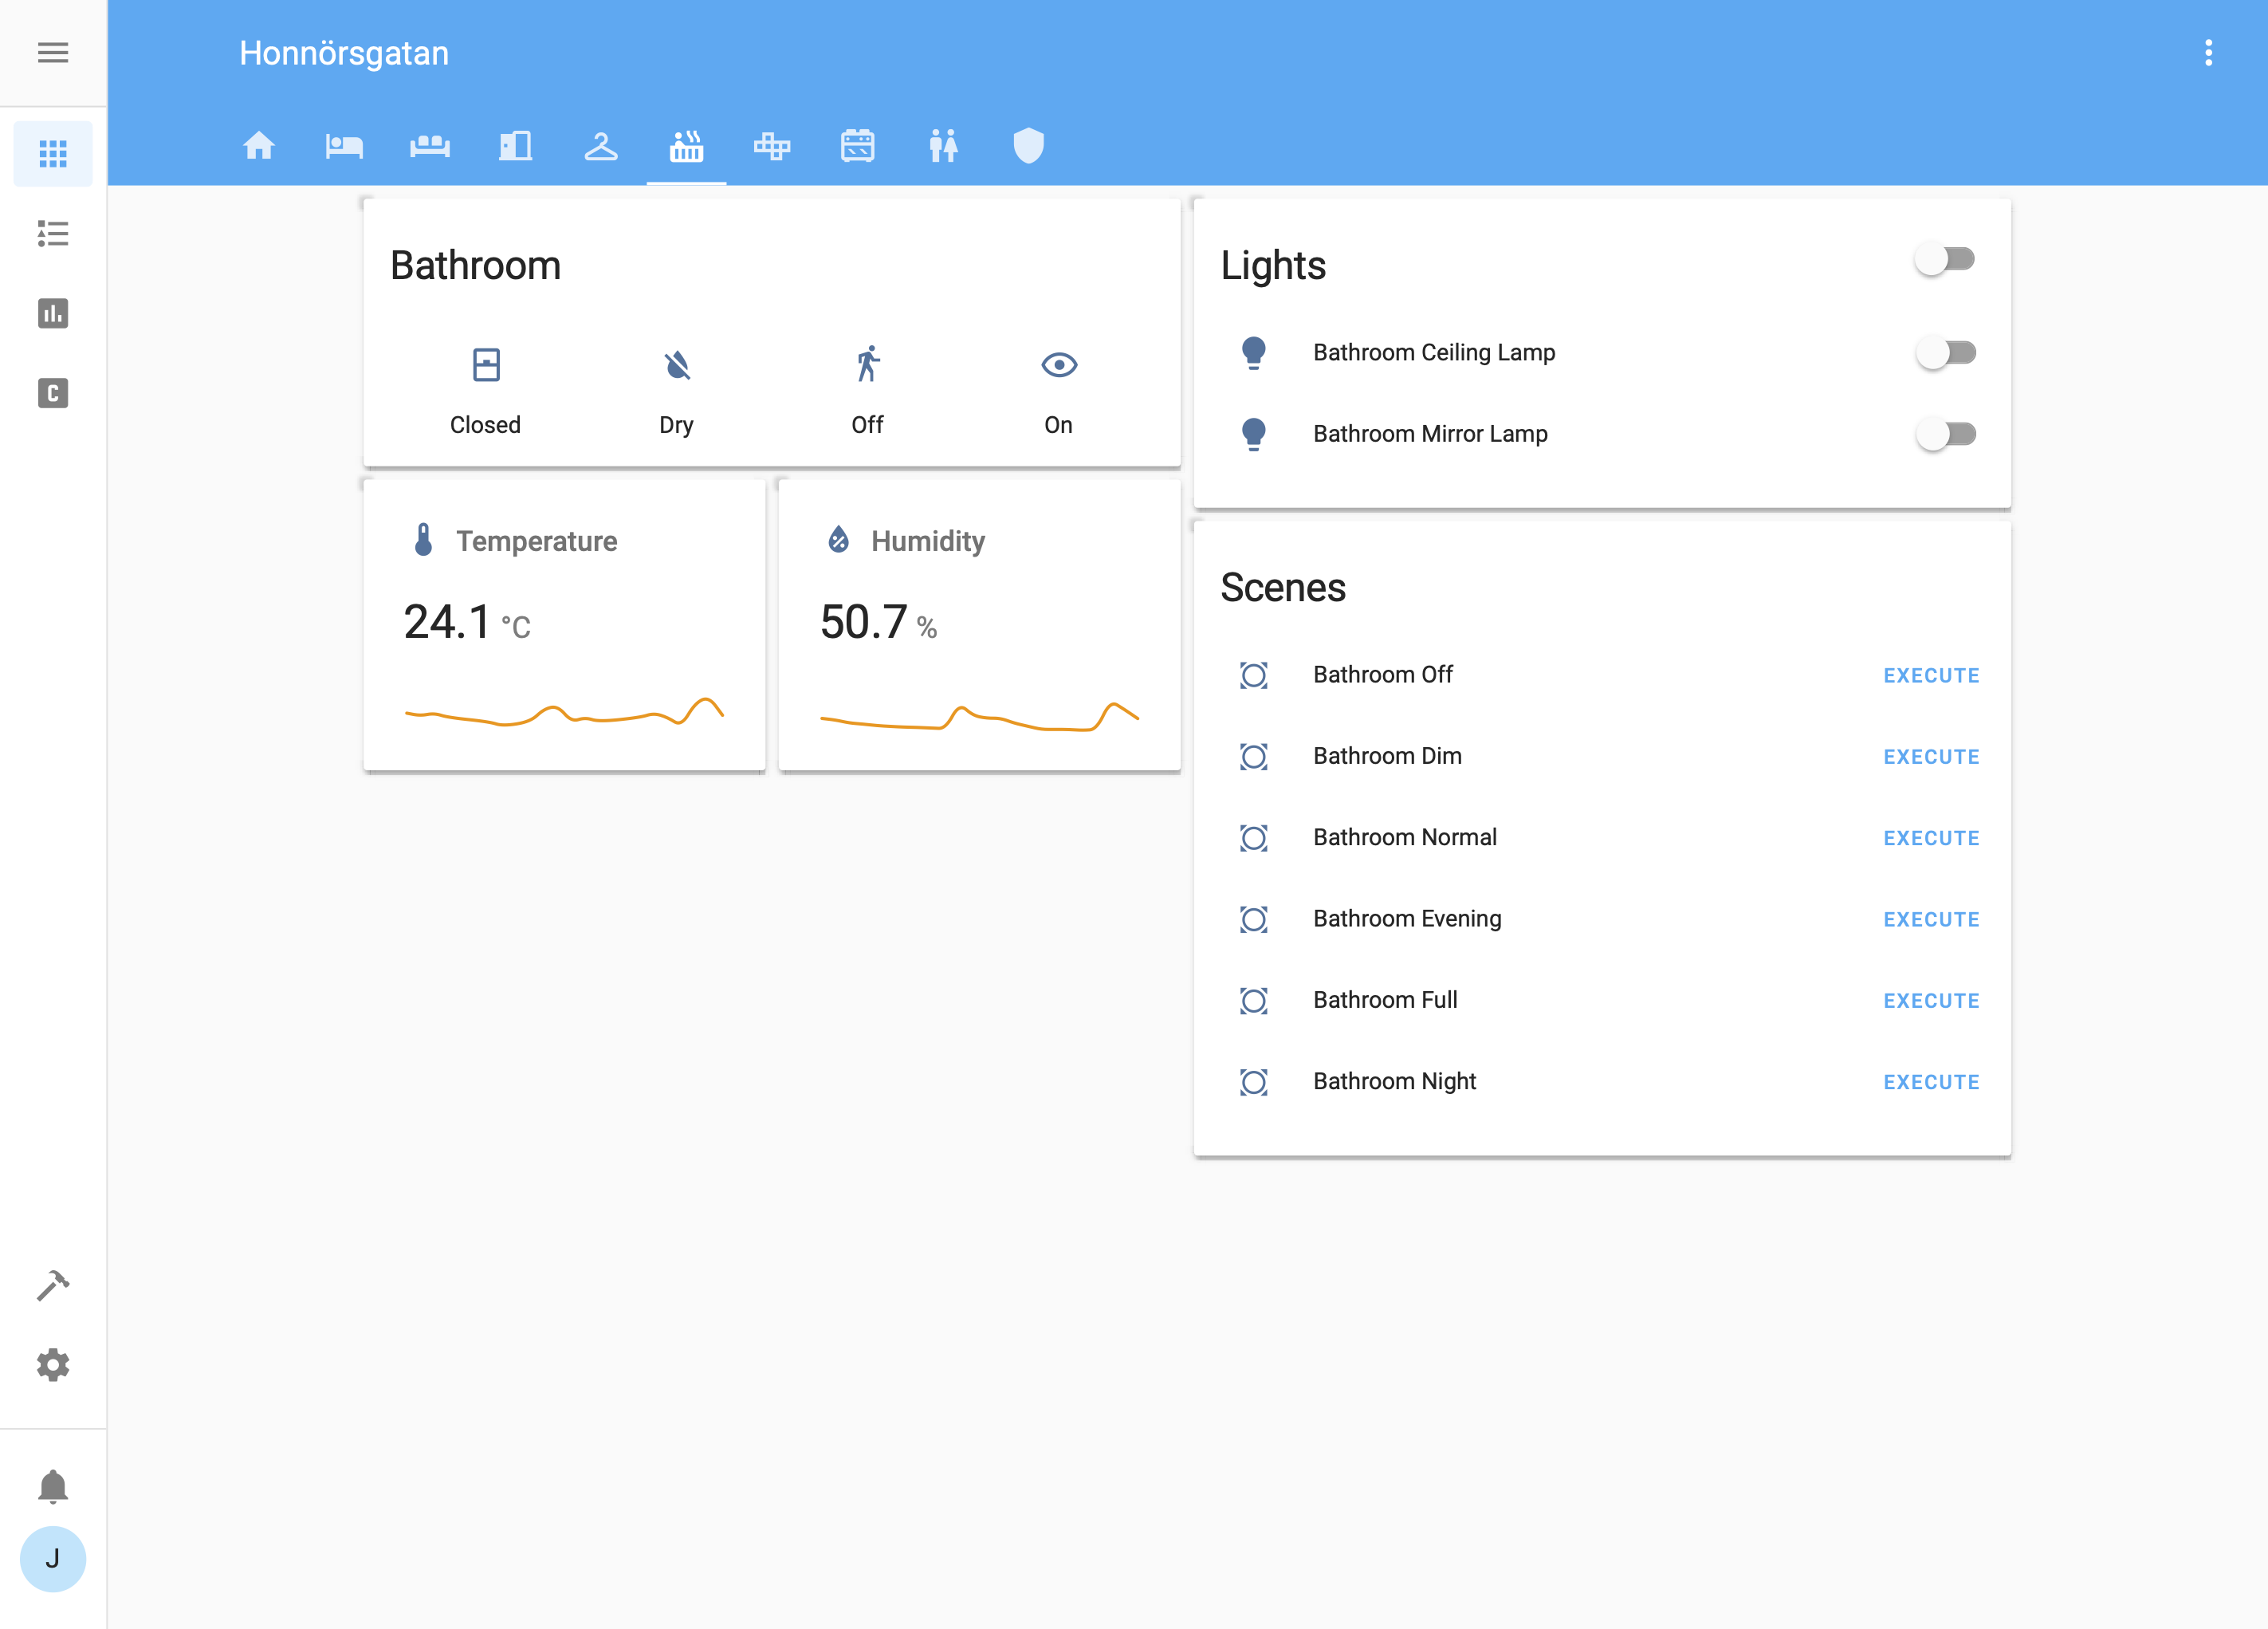 Honnörsgatan
C
Bathroom
Closed
Dry
Off
On
Temperature
24.1 °C
Humidity
50.7 %
Lights
Bathroom Ceiling Lamp
Bathroom Mirror Lamp
Scenes
Bathroom Off EXECUTE
Bathroom Dim EXECUTE
Bathroom Normal EXECUTE
Bathroom Evening EXECUTE
Bathroom Full EXECUTE
Bathroom Night EXECUTE
J